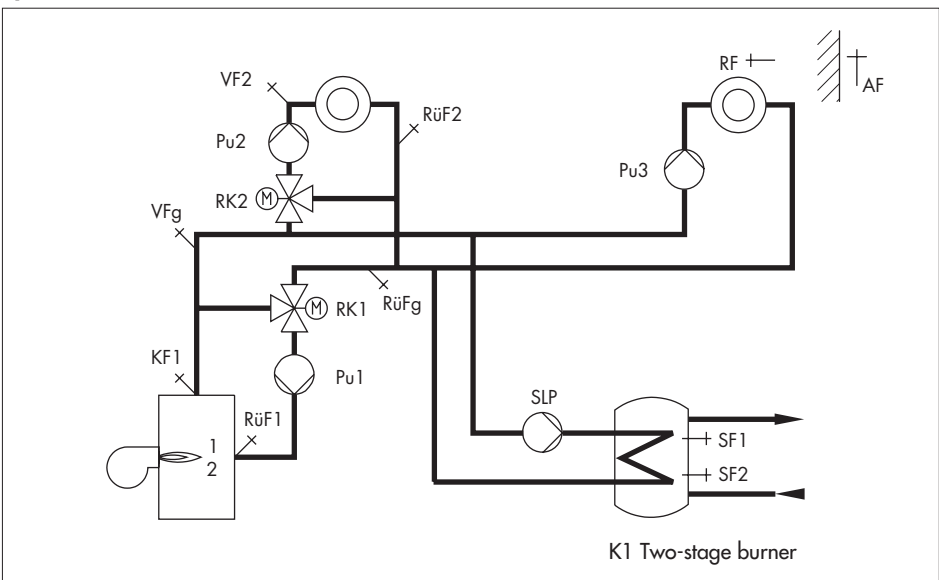 RF
AF
VF2
RüF2
Pu2
Pu3
RK2
M
VFg
RüFg
M
RK1
KF1
Pu1
RüF1
SLP
1
2
SF1
SF2
K1 Two-stage burner